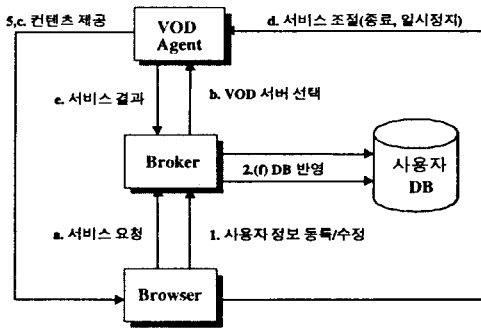 5,c. 컨텐츠 제공
d. 서비스 조절(종료, 일시정지)
VOD
Agent
e. 서비스 결과
b. VOD 서버 선택
Broker
2.(f) DB 반영
사용자
DB
a. 서비스 요청
1. 사용자 정보 등록/수정
Browser